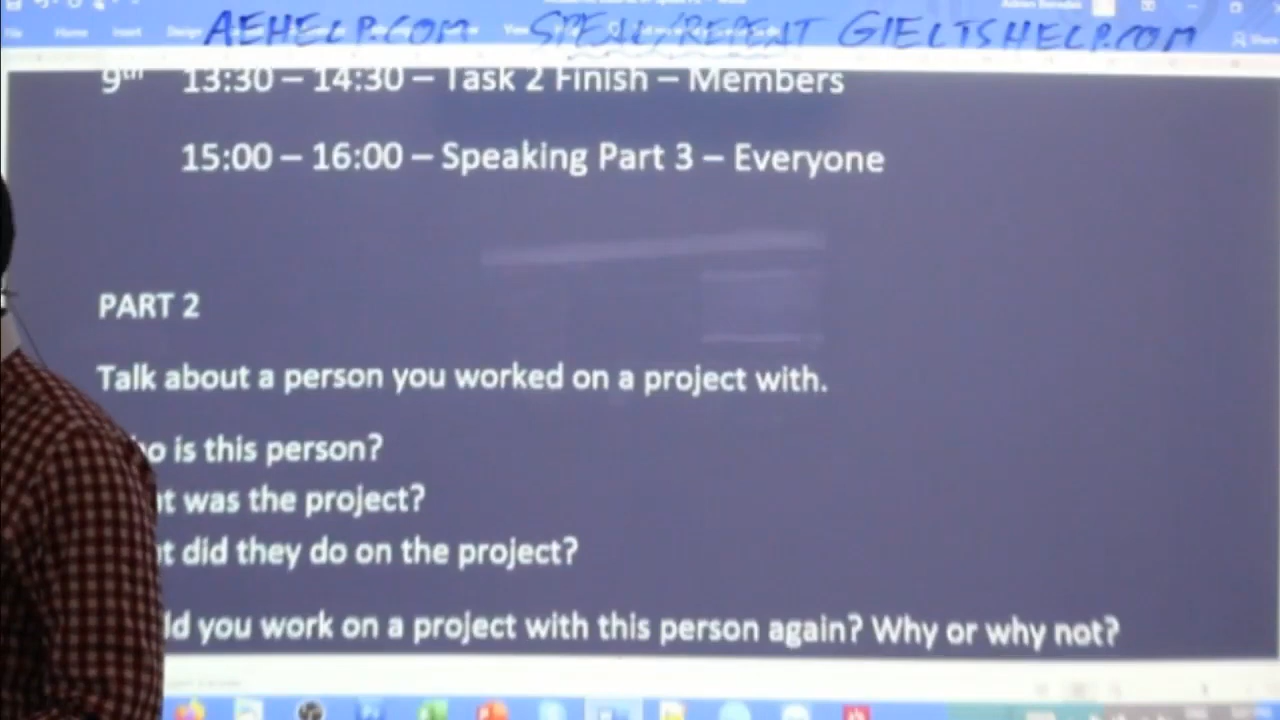 AEHELP.COM SPEAK/REPEAT GIELTSHELP.COM
9th 13:30 – 14:30 – Task 2 Finish – Members
15:00 – 16:00 – Speaking Part 3 – Everyone
PART 2
Talk about a person you worked on a project with.
is this person?
was the project?
did they do on the project?
you work on a project with this person again? Why or why not?